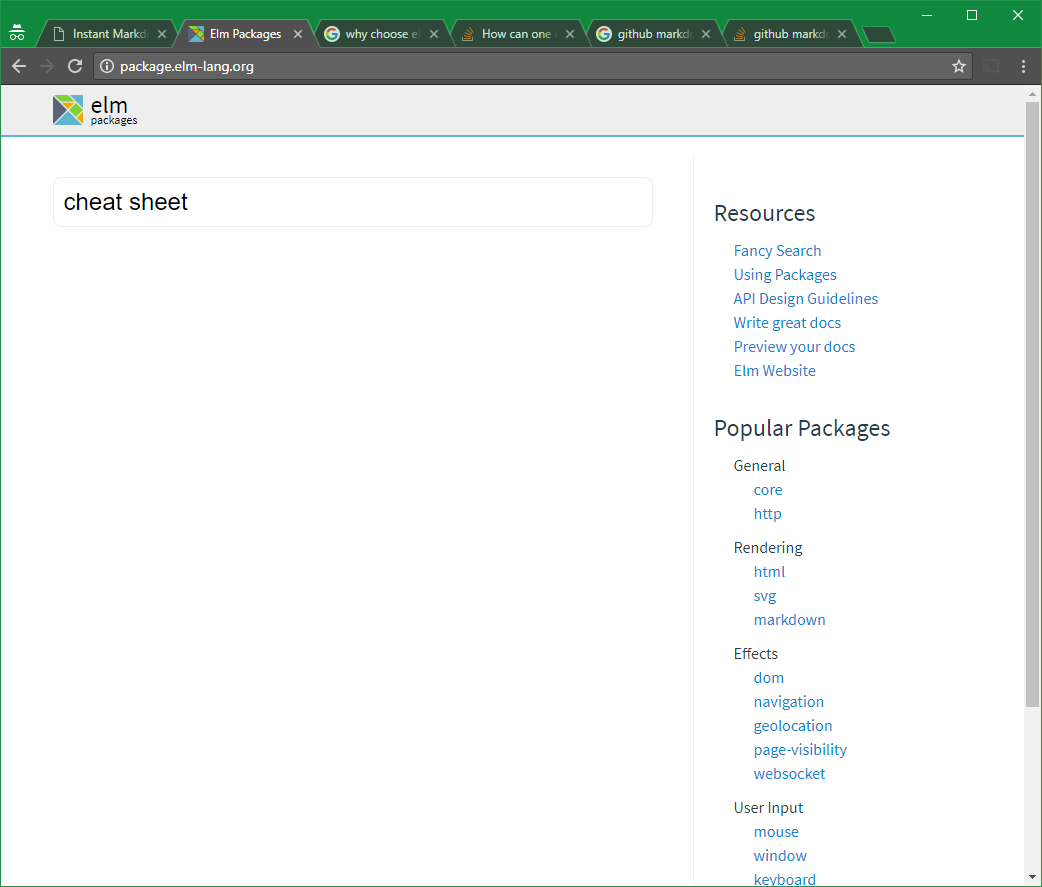 Instant Markd
Elm Packages
why choose el
How can one
github markd
github markd
package.elm-lang.org
elm
packages
cheat sheet
Resources
Fancy Search
Using Packages
API Design Guidelines
Write great docs
Preview your docs
Elm Website
Popular Packages
General
core
http
Rendering
html
svg
markdown
Effects
dom
navigation
geolocation
page-visibility
websocket
User Input
mouse
window
keyboard